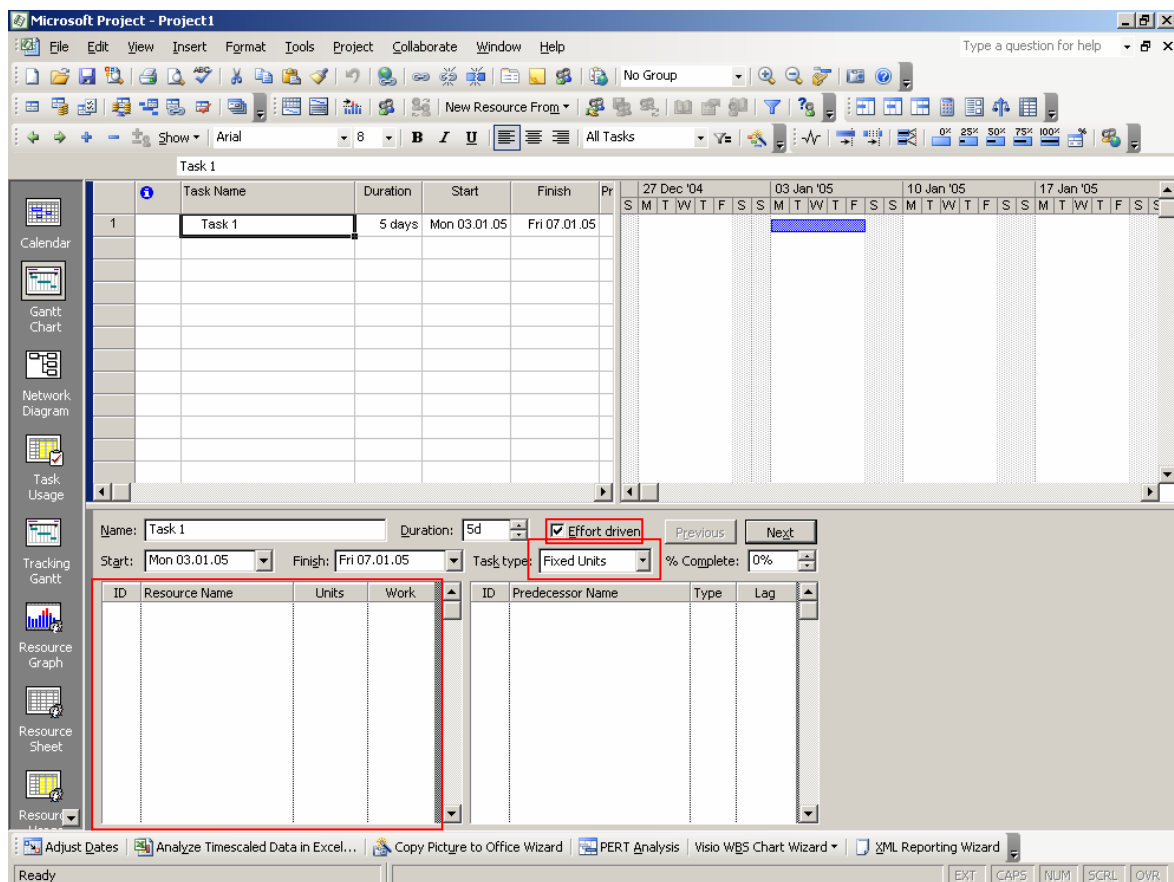 Microsoft Project - Project1
File Edit View Insert Format Tools Project Collaborate Window Help Type a question for help
No Group
New Resource From
Show Arial 8 B I U All Tasks 0% 25% 50% 75% 100%
Task 1
Task Name Duration Start Finish Pr 27 Dec '04 03 Jan '05 10 Jan '05 17 Jan '05
S M T W T F S S M T W T F S S M T W T F S S M T W T F S S
1 Task 1 5 days Mon 03.01.05 Fri 07.01.05
Calendar
Gantt
Chart
Network
Diagram
Task
Usage
Tracking
Gantt
Resource
Graph
Resource
Sheet
Name: Task 1 Duration: 5d Effort driven Previous Next
Start: Mon 03.01.05 Finish: Fri 07.01.05 Task type: Fixed Units % Complete: 0%
ID Resource Name Units Work ID Predecessor Name Type Lag
Adjust Dates Analyze Timescaled Data in Excel... Copy Picture to Office Wizard PERT Analysis Visio WBS Chart Wizard XML Reporting Wizard
Ready EXT CAPS NUM SCRL OVR